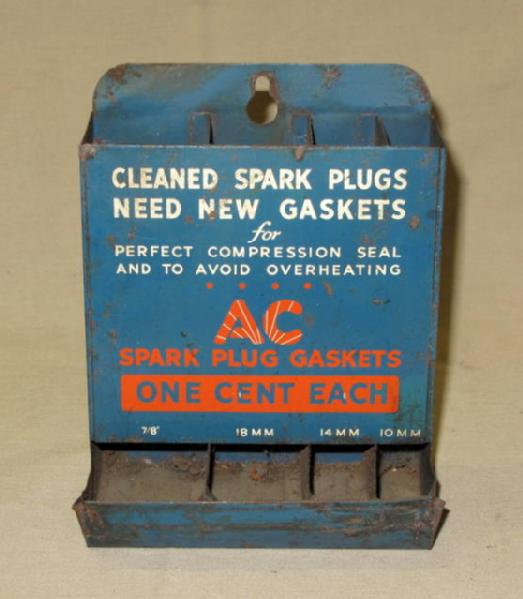 CLEANED SPARK PLUGS
NEED NEW GASKETS
for
PERFECT COMPRESSION SEAL
AND TO AVOID OVERHEATING
AC
SPARK PLUG GASKETS
ONE CENT EACH
7/8" 18 MM 14 MM 10 MM